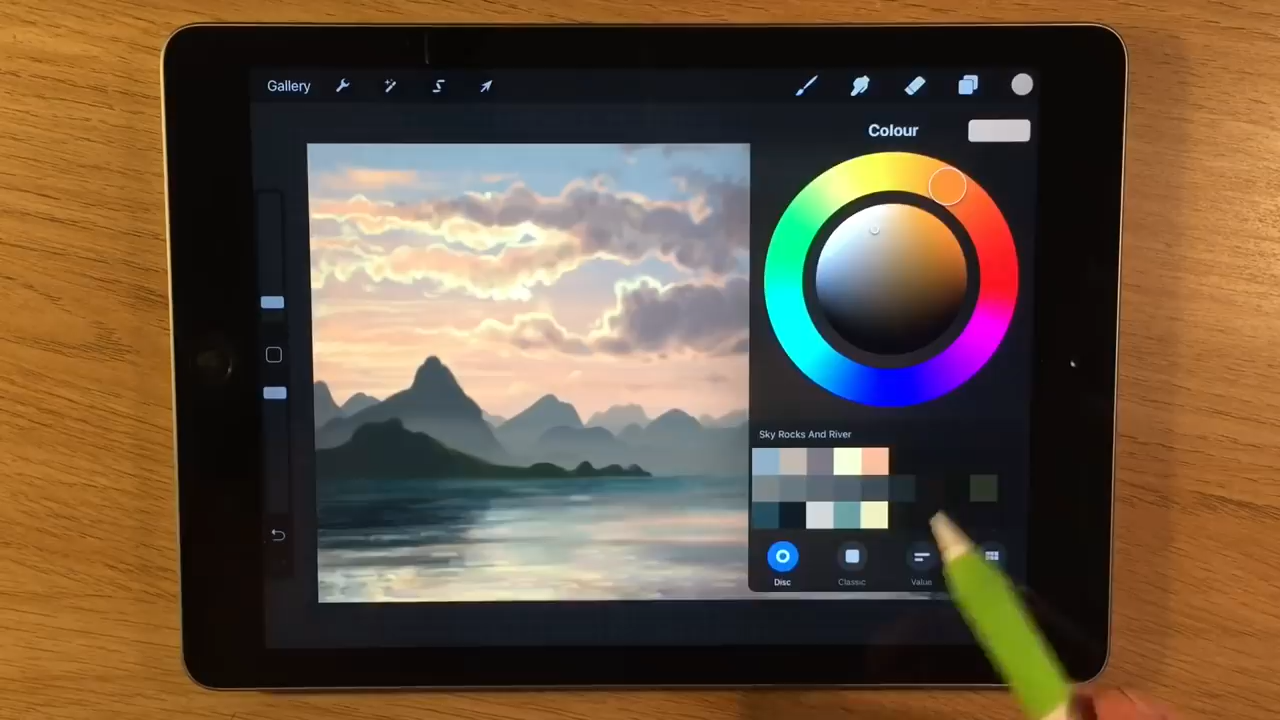 Gallery
Colour
Sky Rocks And River
Disc
Classic
Value